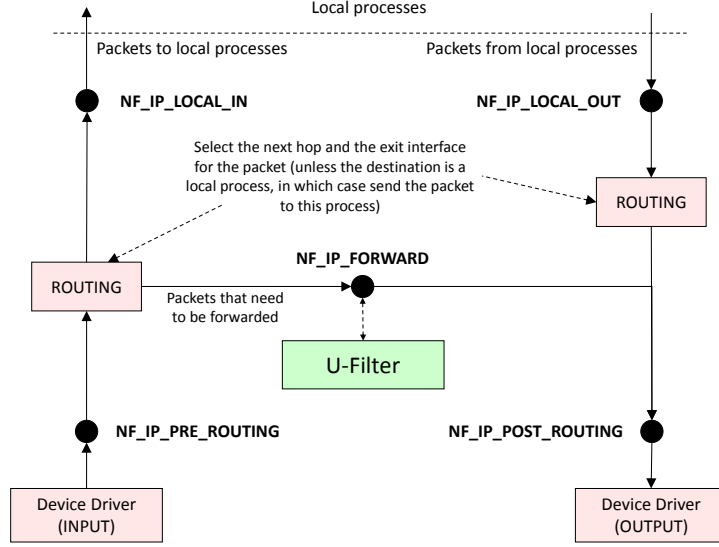 Local processes
Packets to local processes
Packets from local processes
NF_IP_LOCAL_IN
NF_IP_LOCAL_OUT
Select the next hop and the exit interface
for the packet (unless the destination is a
local process, in which case send the packet
to this process)
ROUTING
NF_IP_FORWARD
ROUTING
Packets that need
to be forwarded
U-Filter
NF_IP_PRE_ROUTING
NF_IP_POST_ROUTING
Device Driver
(INPUT)
Device Driver
(OUTPUT)